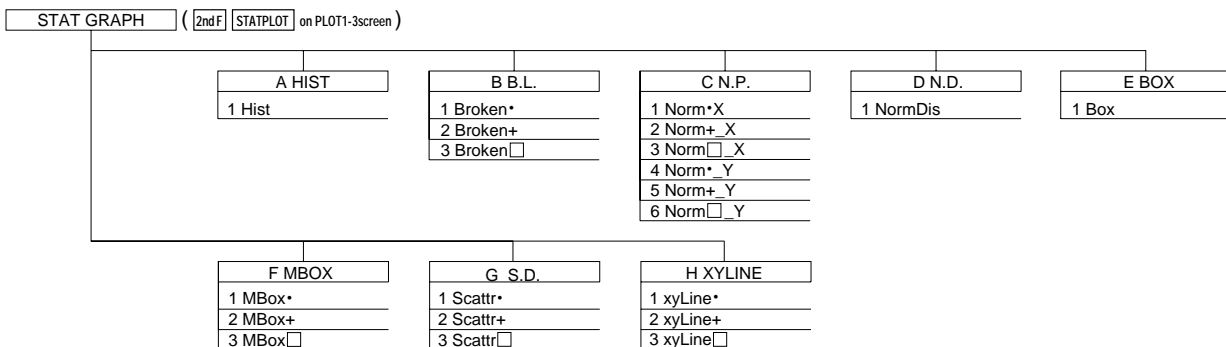 STAT GRAPH ( 2nd F STATPLOT on PLOT1-3screen )
A HIST
1 Hist
B B.L.
1 Broken•
2 Broken+
3 Broken□
C N.P.
1 Norm•X
2 Norm+_X
3 Norm□_X
4 Norm•_Y
5 Norm+_Y
6 Norm□_Y
D N.D.
1 NormDis
E BOX
1 Box
F MBOX
1 MBox•
2 MBox+
3 MBox□
G S.D.
1 Scattr•
2 Scattr+
3 Scattr□
H XYLINE
1 xyLine•
2 xyLine+
3 xyLine□